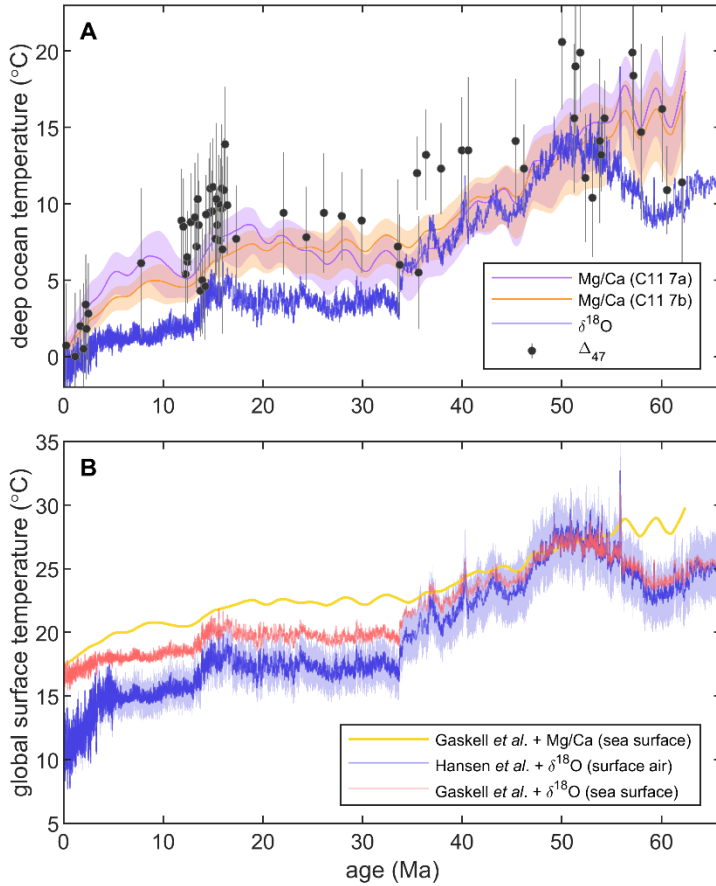 A
deep ocean temperature (°C)
20
15
10
5
0
Mg/Ca (C11 7a)
Mg/Ca (C11 7b)
δ18O
Δ47
0 10 20 30 40 50 60
B
global surface temperature (°C)
35
30
25
20
15
10
5
Gaskell et al. + Mg/Ca (sea surface)
Hansen et al. + δ18O (surface air)
Gaskell et al. + δ18O (sea surface)
0 10 20 30 40 50 60
age (Ma)